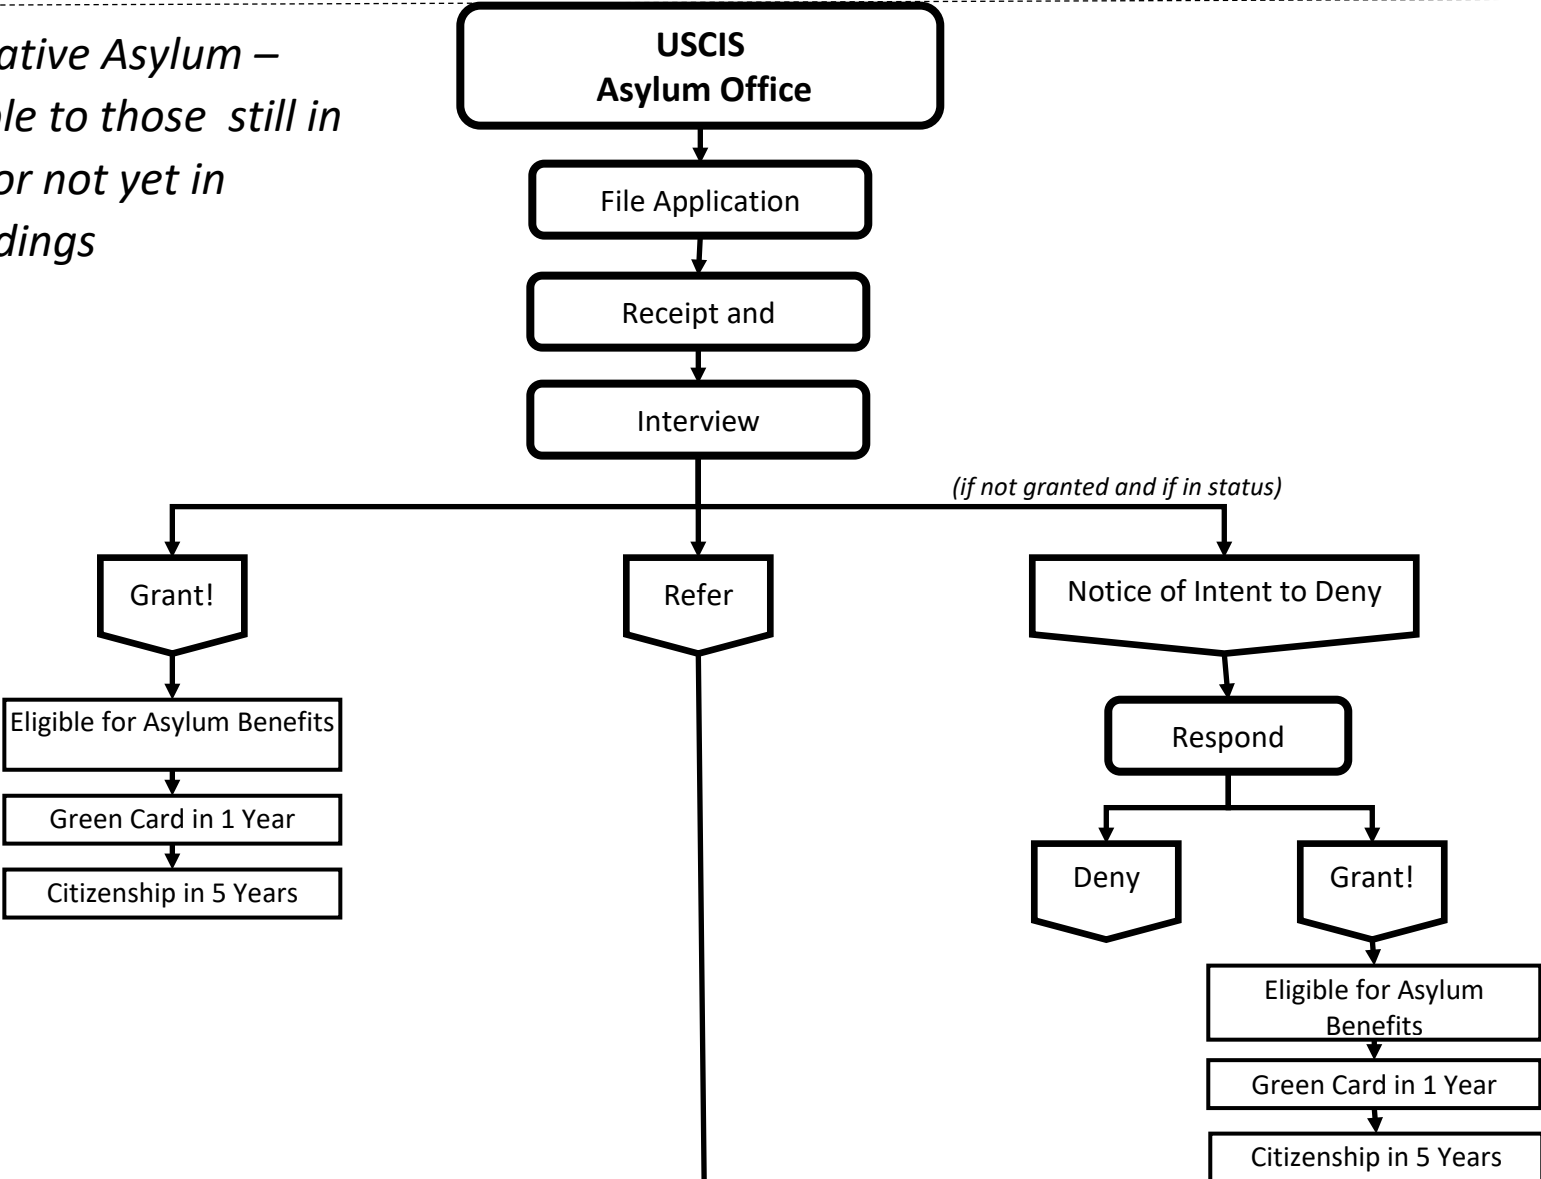 ative Asylum –
ble to those  still in
or not yet in
dings
USCIS
Asylum Office
File Application
Receipt and
Interview
(if not granted and if in status)
Grant!
Refer
Notice of Intent to Deny
Eligible for Asylum Benefits
Green Card in 1 Year
Citizenship in 5 Years
Respond
Deny
Grant!
Eligible for Asylum
Benefits
Green Card in 1 Year
Citizenship in 5 Years